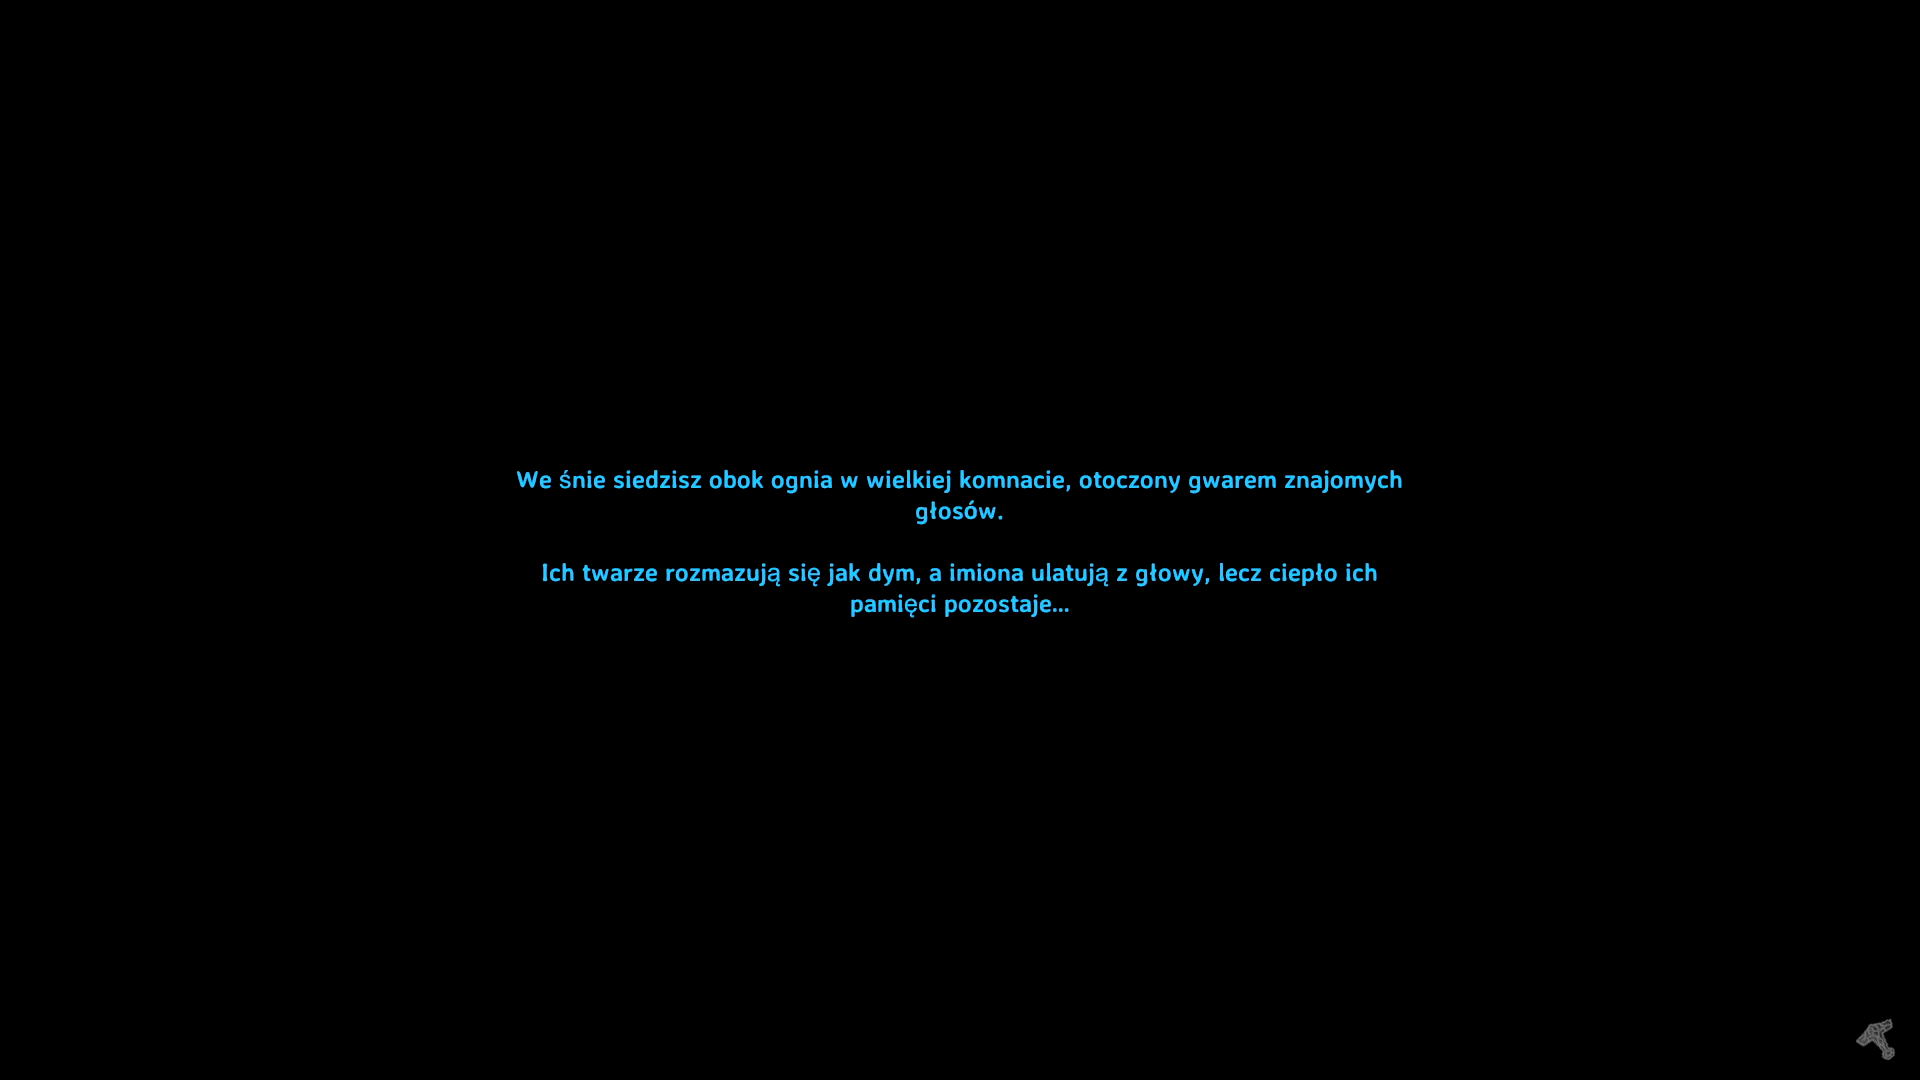 We śnie siedzisz obok ognia w wielkiej komnacie, otoczony gwarem znajomych
głosów.
Ich twarze rozmazują się jak dym, a imiona ulatują z głowy, lecz ciepło ich
pamięci pozostaje...